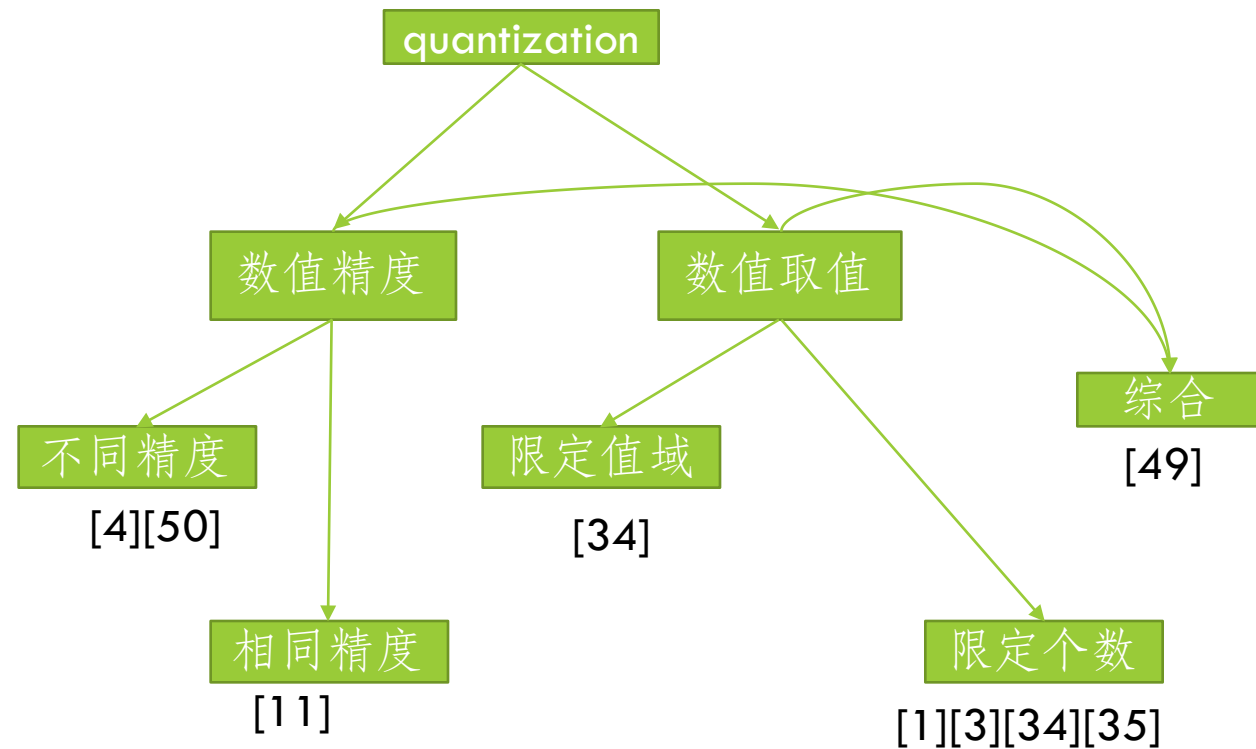 quantization
数值精度
数值取值
综合
[49]
不同精度
[4][50]
限定值域
[34]
相同精度
[11]
限定个数
[1][3][34][35]